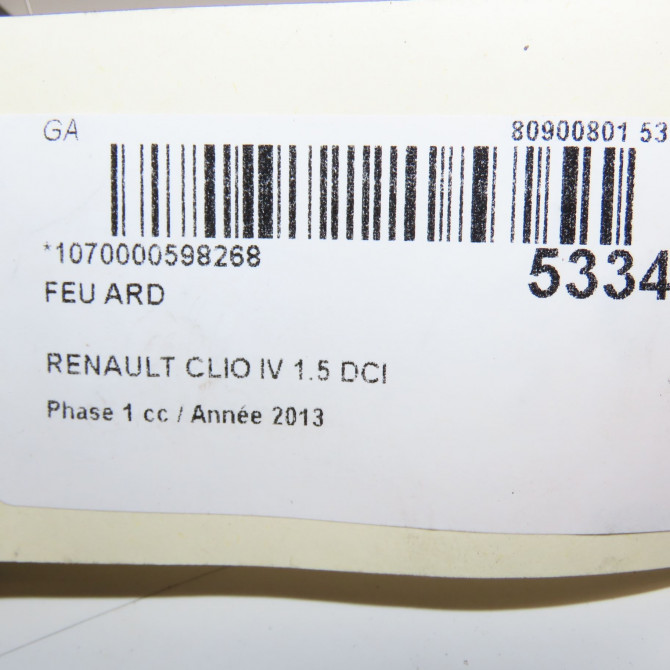 GA 80900801 53
*1070000598268
5334
FEU ARD
RENAULT CLIO IV 1.5 DCI
Phase 1 cc / Année 2013